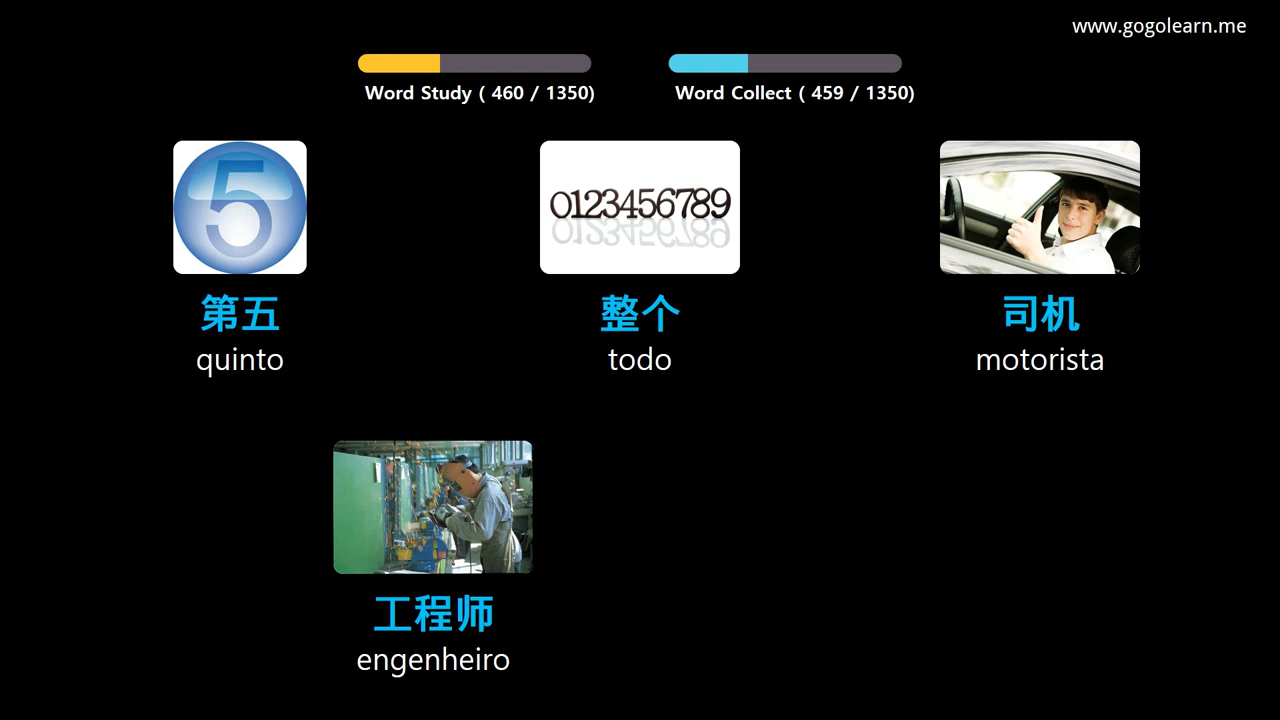 www.gogolearn.me
Word Study ( 460 / 1350)
Word Collect ( 459 / 1350)
5
0123456789
第五
整个
司机
quinto
todo
motorista
工程师
engenheiro